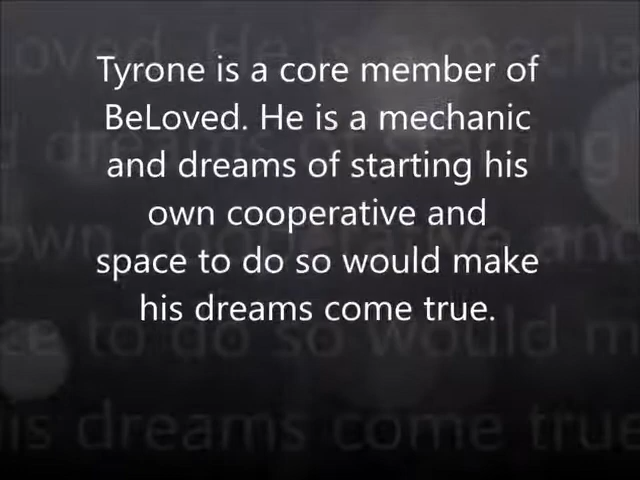 Tyrone is a core member of
BeLoved. He is a mechanic
and dreams of starting his
own cooperative and
space to do so would make
his dreams come true.